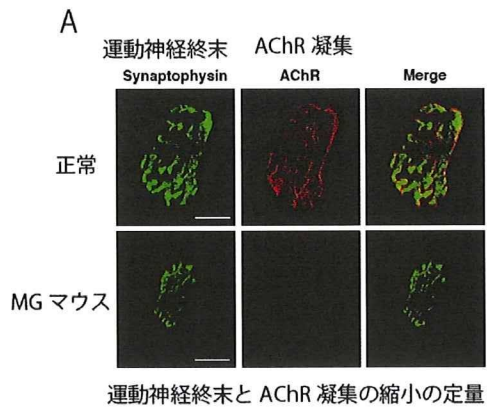 A
運動神経終末 AChR 凝集
Synaptophysin AChR Merge
正常
MG マウス
運動神経終末と AChR 凝集の縮小の定量